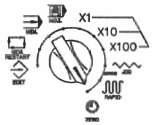 X1
X10
X100
MDI
RESTART
EDIT
JOG
RAPID
ZERO